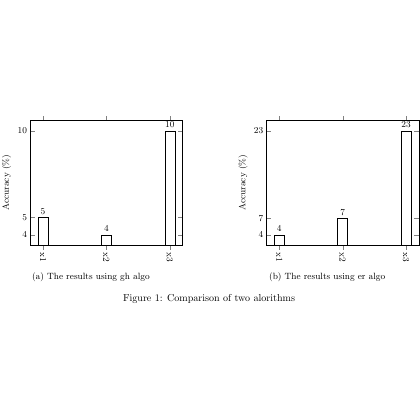 10
5
4
Accuracy (%)
5
4
10
x1
x2
x3
(a) The results using gh algo
23
7
4
Accuracy (%)
4
7
23
x1
x2
x3
(b) The results using er algo
Figure 1: Comparison of two alorithms